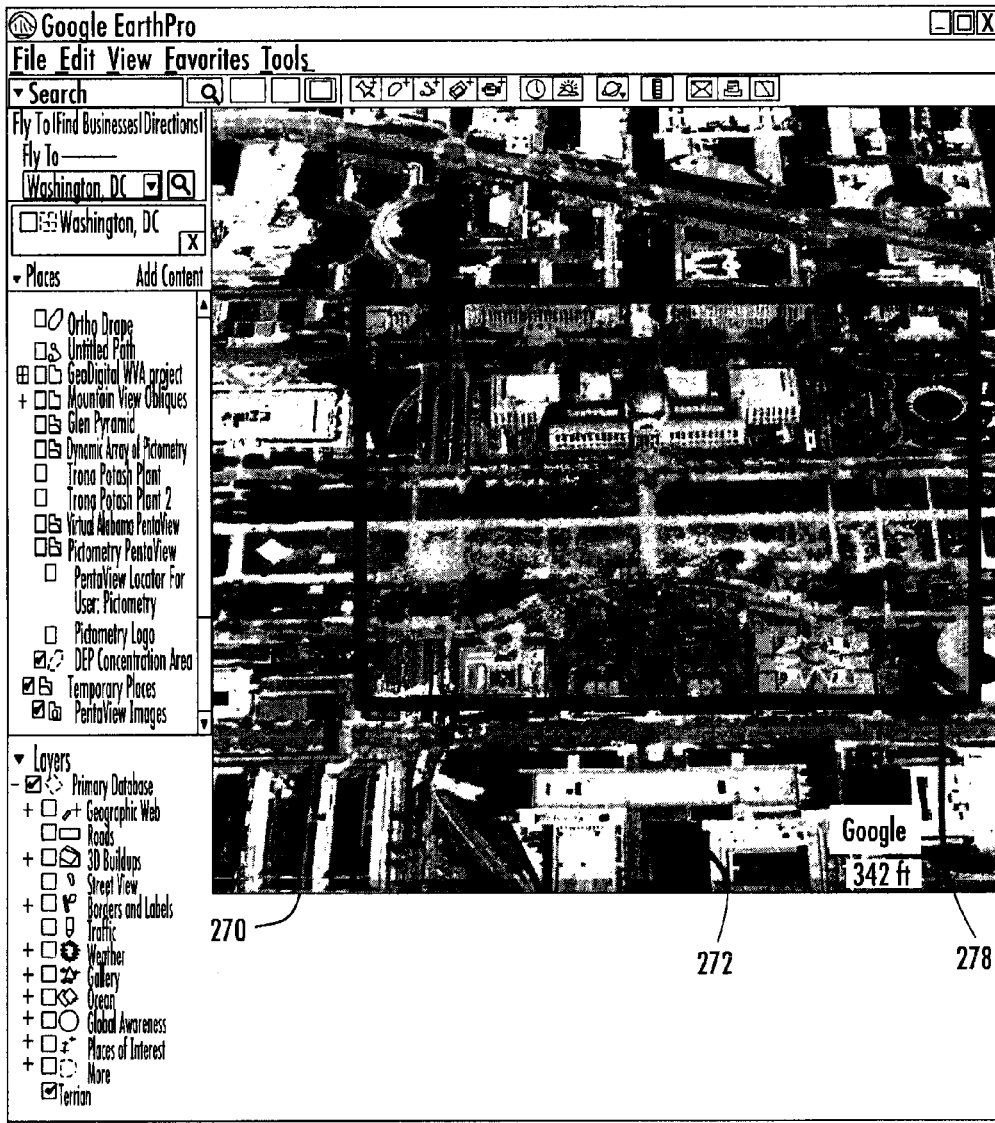 Google EarthPro
File Edit View Favorites Tools
Search
Fly To Find Businesses Directions
Fly To
Washington, DC
Washington, DC
X
Places Add Content
Ortho Drape
Untitled Path
GeoDigital WVA project
Mountain View Obliques
Glen Pyramid
Dynamic Array of Pictometry
Trona Potash Plant
Trona Potash Plant 2
Virtual Alabama PentaView
Pictometry PentaView
PentaView Locator For
User: Pictometry
Pictometry Logo
DEP Concentration Area
Temporary Places
PentaView Images
Layers
Primary Database
Geographic Web
Roads
3D Buildups
Street View
Borgers and Labels
Traffic
Weather
Gallery
Ocean
Global Awareness
Places of Interest
More
Terrian
Google
342 ft
270
272
278